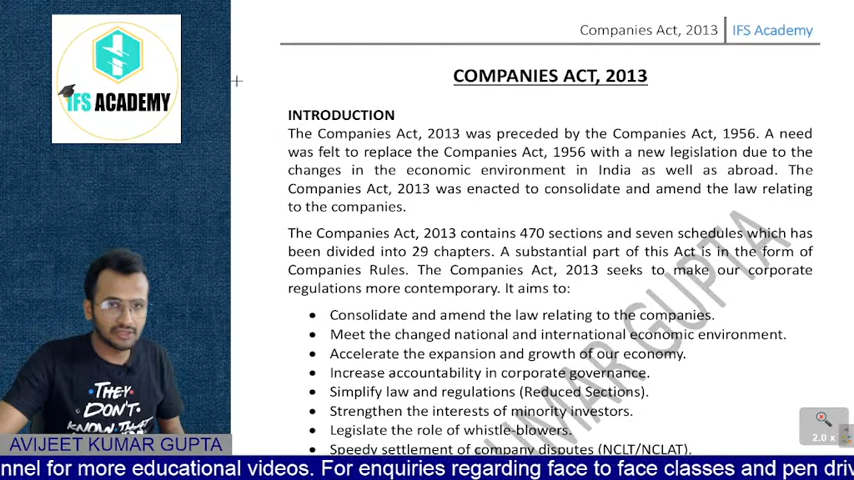 Companies Act, 2013 IFS Academy
IFS ACADEMY
COMPANIES ACT, 2013
INTRODUCTION
The Companies Act, 2013 was preceded by the Companies Act, 1956. A need
was felt to replace the Companies Act, 1956 with a new legislation due to the
changes in the economic environment in India as well as abroad. The
Companies Act, 2013 was enacted to consolidate and amend the law relating
to the companies.
The Companies Act, 2013 contains 470 sections and seven schedules which has
been divided into 29 chapters. A substantial part of this Act is in the form of
Companies Rules. The Companies Act, 2013 seeks to make our corporate
regulations more contemporary. It aims to:
• Consolidate and amend the law relating to the companies.
• Meet the changed national and international economic environment.
• Accelerate the expansion and growth of our economy.
• Increase accountability in corporate governance.
• Simplify law and regulations (Reduced Sections).
• Strengthen the interests of minority investors.
• Legislate the role of whistle-blowers.
• Speedy settlement of company disputes (NCLT/NCLAT).
UMAR GUPTA
THEY
DON'T
KNOW THAT
2.0 x
AVIJEET KUMAR GUPTA
nnel for more educational videos. For enquiries regarding face to face classes and pen driv